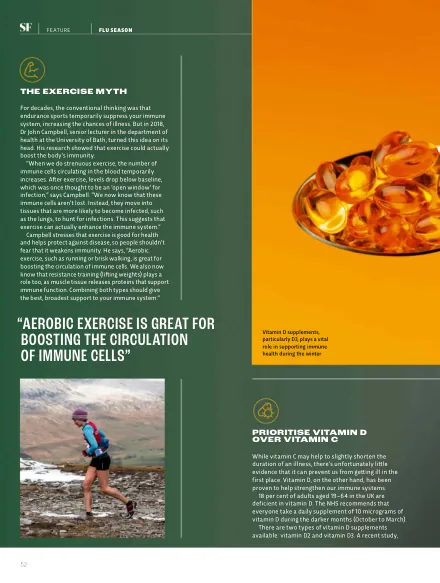 SF FEATURE FLU SEASON
THE EXERCISE MYTH
For decades, the conventional thinking was that
endurance sports temporarily suppress your immune
system, increasing the chances of illness. But in 2018,
Dr John Campbell, senior lecturer in the department of
health at the University of Bath, turned this idea on its
head. His research showed that exercise could actually
boost the body's immunity.
"When we do strenuous exercise, the number of
immune cells circulating in the blood temporarily
increases. After exercise, levels drop below baseline,
which was once thought to be an 'open window' for
infection," says Campbell. "We now know that these
immune cells aren't lost. Instead, they move into
tissues that are more likely to become infected, such
as the lungs, to hunt for infections. This suggests that
exercise can actually enhance the immune system."
Campbell stresses that exercise is good for health
and helps protect against disease, so people shouldn't
fear that it weakens immunity. He says, "Aerobic
exercise, such as running or brisk walking, is great for
boosting the circulation of immune cells. We also now
know that resistance training (lifting weights) plays a
role too, as muscle tissue releases proteins that support
immune function. Combining both types should give
the best, broadest support to your immune system."
"AEROBIC EXERCISE IS GREAT FOR
BOOSTING THE CIRCULATION
OF IMMUNE CELLS"
Vitamin D supplements,
particularly D3, plays a vital
role in supporting immune
health during the winter
PRIORITISE VITAMIN D
OVER VITAMIN C
While vitamin C may help to slightly shorten the
duration of an illness, there's unfortunately little
evidence that it can prevent us from getting ill in the
first place. Vitamin D, on the other hand, has been
proven to help strengthen our immune systems.
18 per cent of adults aged 19-64 in the UK are
deficient in vitamin D. The NHS recommends that
everyone take a daily supplement of 10 micrograms of
vitamin D during the darker months (October to March)
There are two types of vitamin D supplements
available: vitamin D2 and vitamin D3. A recent study,
52